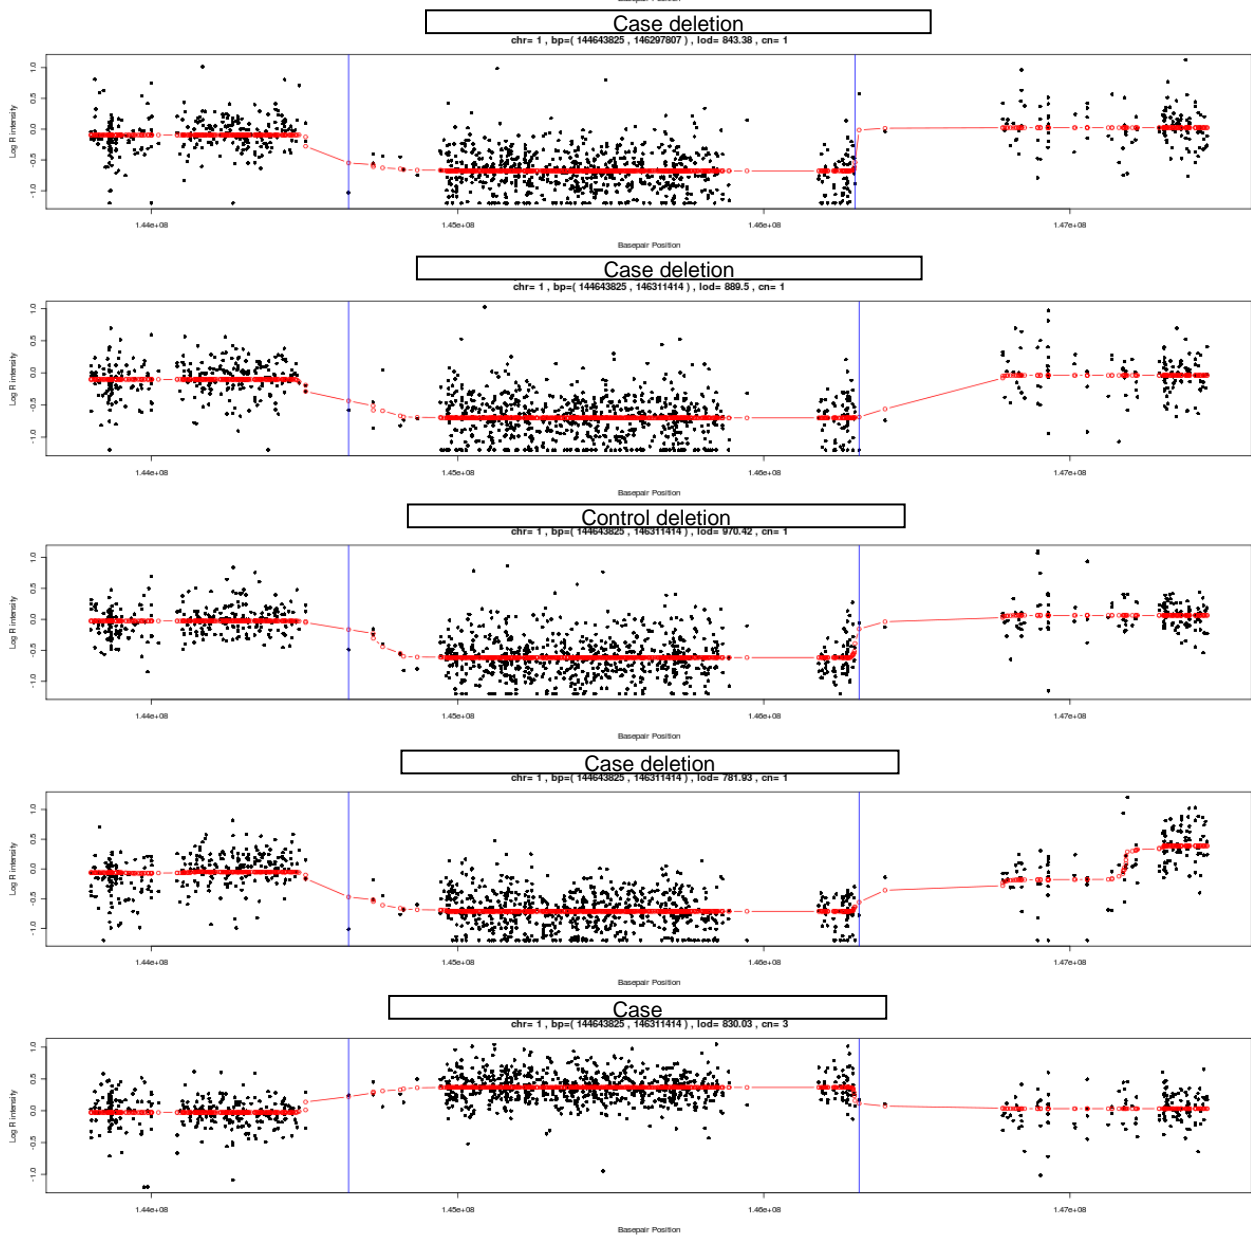 Basepair Position
Case deletion
chr= 1 , bp=( 144643825 , 146297807 ) , lod= 843.38 , cn= 1
Log R intensity
1.0
0.5
0.0
-0.5
-1.0
1.44e+08 1.45e+08 1.46e+08 1.47e+08
Basepair Position
Case deletion
chr= 1 , bp=( 144643825 , 146311414 ) , lod= 889.5 , cn= 1
Log R intensity
1.0
0.5
0.0
-0.5
-1.0
1.44e+08 1.45e+08 1.46e+08 1.47e+08
Basepair Position
Control deletion
chr= 1 , bp=( 144643825 , 146311414 ) , lod= 970.42 , cn= 1
Log R intensity
1.0
0.5
0.0
-0.5
-1.0
1.44e+08 1.45e+08 1.46e+08 1.47e+08
Basepair Position
Case deletion
chr= 1 , bp=( 144643825 , 146311414 ) , lod= 781.93 , cn= 1
Log R intensity
1.0
0.5
0.0
-0.5
-1.0
1.44e+08 1.45e+08 1.46e+08 1.47e+08
Basepair Position
Case
chr= 1 , bp=( 144643825 , 146311414 ) , lod= 830.03 , cn= 3
Log R intensity
1.0
0.5
0.0
-0.5
-1.0
1.44e+08 1.45e+08 1.46e+08 1.47e+08
Basepair Position